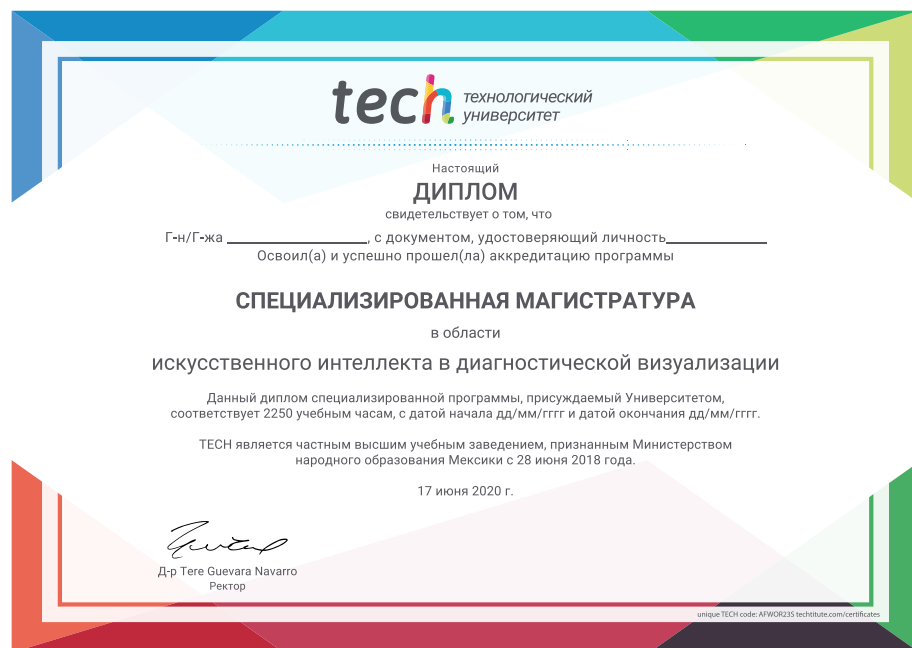 tech технологический
университет
Настоящий
ДИПЛОМ
свидетельствует о том, что
Г-н/Г-жа ____________________, с документом, удостоверяющий личность______________
Освоил(а) и успешно прошел(ла) аккредитацию программы
СПЕЦИАЛИЗИРОВАННАЯ МАГИСТРАТУРА
в области
искусственного интеллекта в диагностической визуализации
Данный диплом специализированной программы, присуждаемый Университетом,
соответствует 2250 учебным часам, с датой начала дд/мм/гггг и датой окончания дд/мм/гггг.
TECH является частным высшим учебным заведением, признанным Министерством
народного образования Мексики с 28 июня 2018 года.
17 июня 2020 г.
Д-р Tere Guevara Navarro
Ректор
unique TECH code: AFWOR23S techtitute.com/certificates